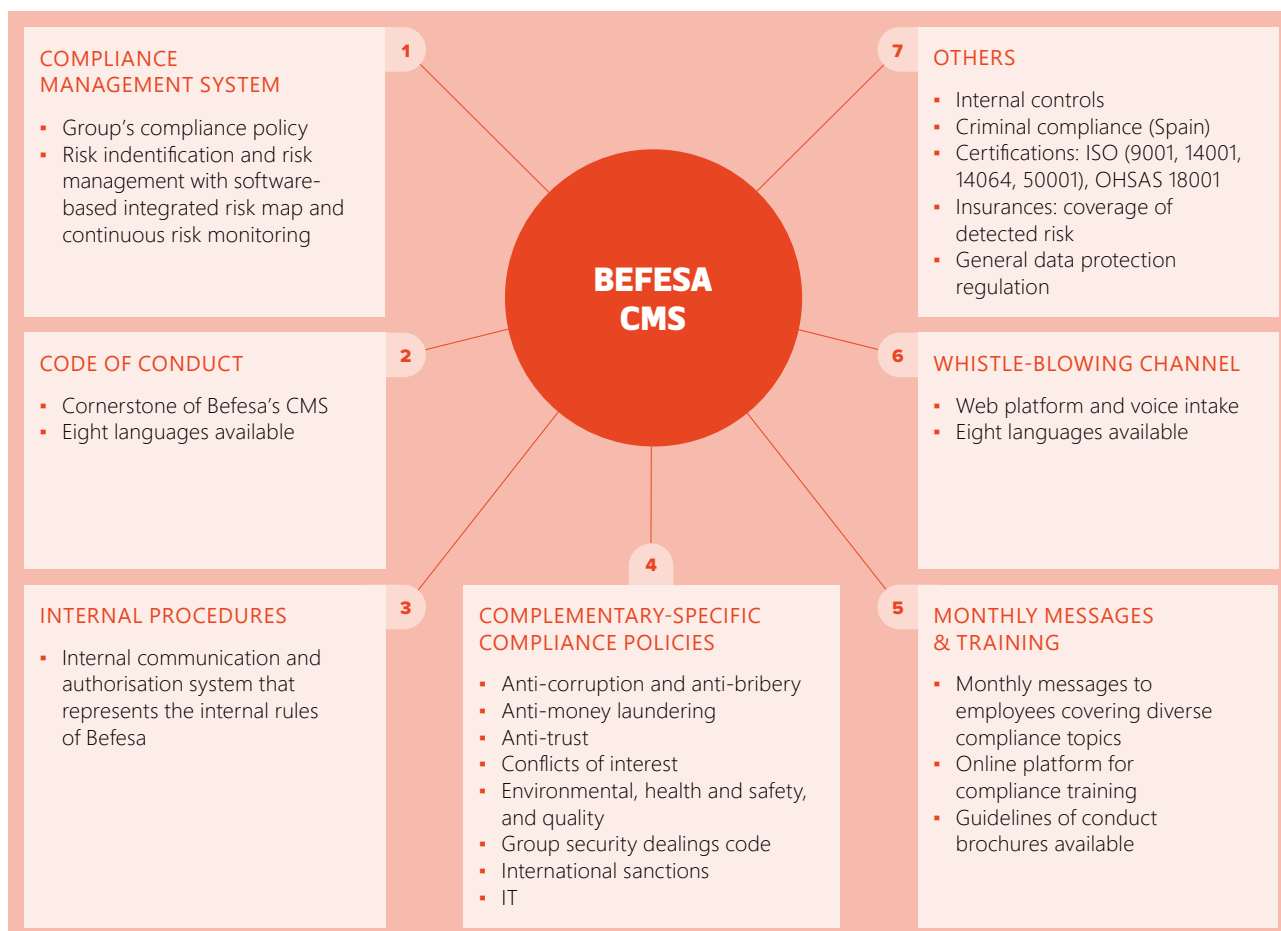 1
COMPLIANCE
MANAGEMENT SYSTEM
▪ Group's compliance policy
▪ Risk indentification and risk
management with software-
based integrated risk map and
continuous risk monitoring
2
CODE OF CONDUCT
▪ Cornerstone of Befesa's CMS
▪ Eight languages available
3
INTERNAL PROCEDURES
▪ Internal communication and
authorisation system that
represents the internal rules
of Befesa
BEFESA
CMS
4
COMPLEMENTARY-SPECIFIC
COMPLIANCE POLICIES
▪ Anti-corruption and anti-bribery
▪ Anti-money laundering
▪ Anti-trust
▪ Conflicts of interest
▪ Environmental, health and safety,
and quality
▪ Group security dealings code
▪ International sanctions
▪ IT
5
MONTHLY MESSAGES
& TRAINING
▪ Monthly messages to
employees covering diverse
compliance topics
▪ Online platform for
compliance training
▪ Guidelines of conduct
brochures available
6
WHISTLE-BLOWING CHANNEL
▪ Web platform and voice intake
▪ Eight languages available
7
OTHERS
▪ Internal controls
▪ Criminal compliance (Spain)
▪ Certifications: ISO (9001, 14001,
14064, 50001), OHSAS 18001
▪ Insurances: coverage of
detected risk
▪ General data protection
regulation